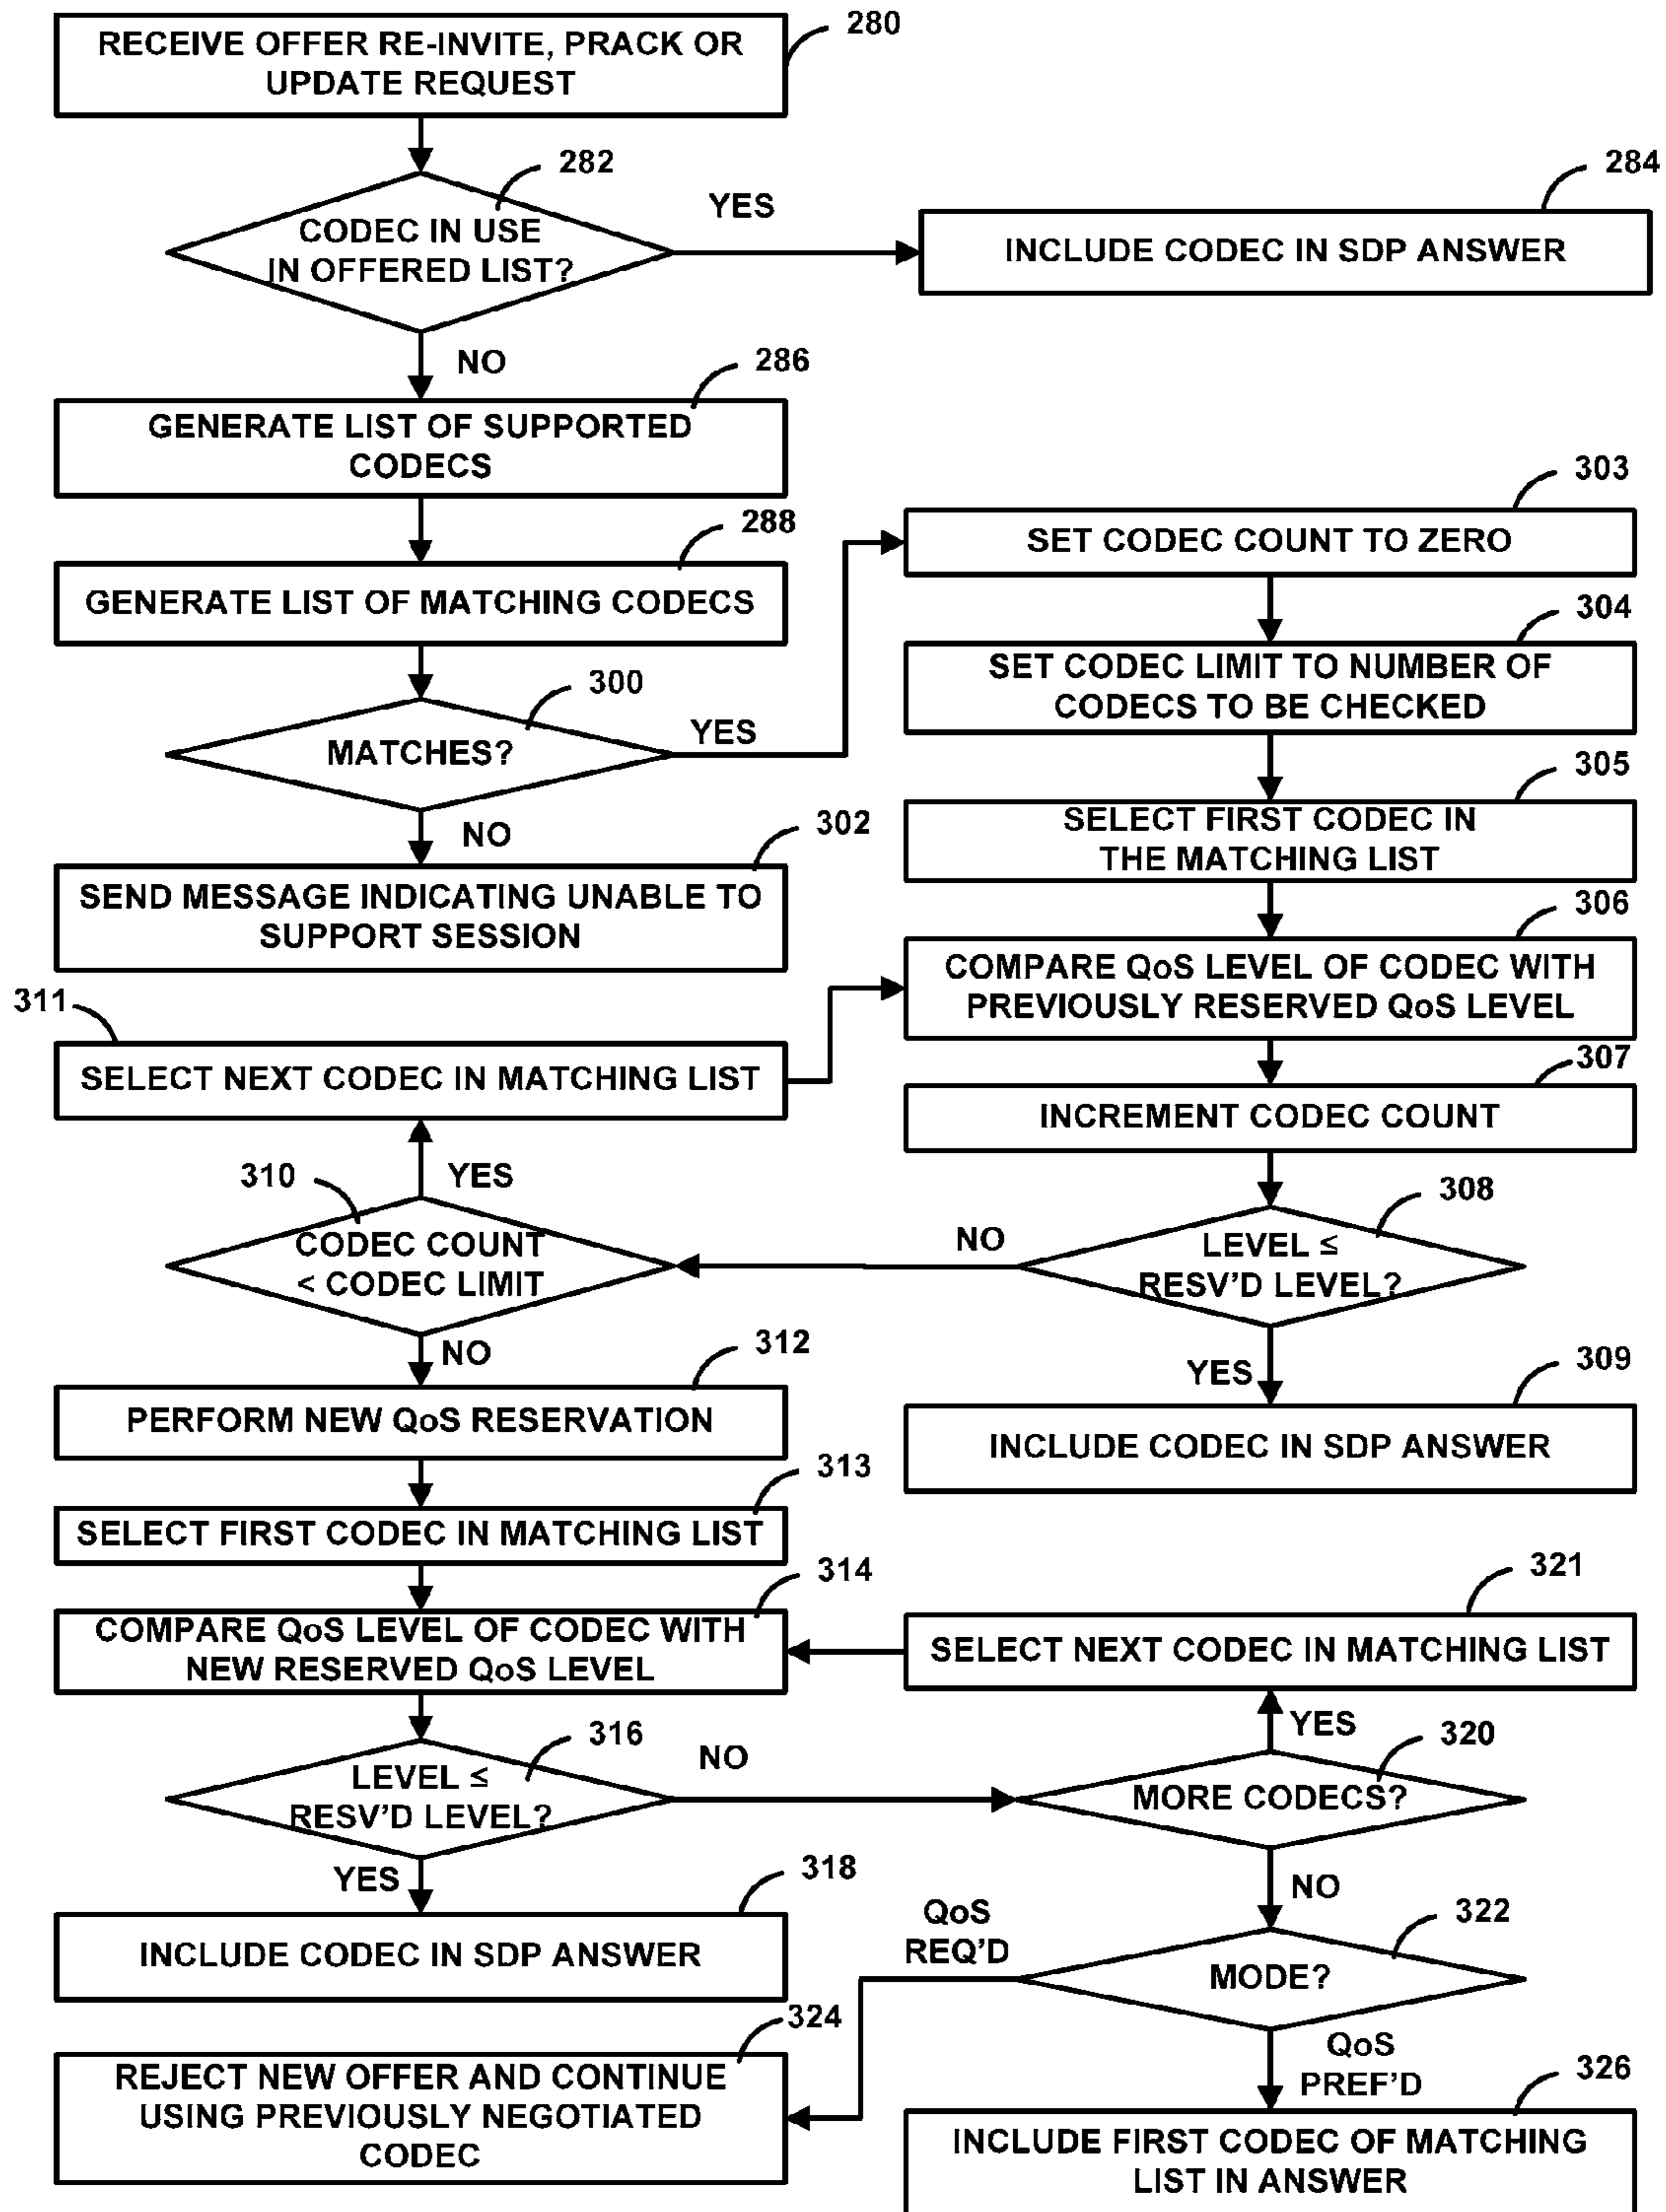 RECEIVE OFFER RE-INVITE, PRACK OR
UPDATE REQUEST
280
282
CODEC IN USE
IN OFFERED LIST?
YES
284
INCLUDE CODEC IN SDP ANSWER
NO
286
GENERATE LIST OF SUPPORTED
CODECS
288
GENERATE LIST OF MATCHING CODECS
300
MATCHES?
YES
NO
302
SEND MESSAGE INDICATING UNABLE TO
SUPPORT SESSION
303
SET CODEC COUNT TO ZERO
304
SET CODEC LIMIT TO NUMBER OF
CODECS TO BE CHECKED
305
SELECT FIRST CODEC IN
THE MATCHING LIST
306
COMPARE QoS LEVEL OF CODEC WITH
PREVIOUSLY RESERVED QoS LEVEL
307
INCREMENT CODEC COUNT
308
LEVEL ≤
RESV'D LEVEL?
NO
YES
309
INCLUDE CODEC IN SDP ANSWER
311
SELECT NEXT CODEC IN MATCHING LIST
310
YES
CODEC COUNT
< CODEC LIMIT
NO
312
PERFORM NEW QoS RESERVATION
313
SELECT FIRST CODEC IN MATCHING LIST
314
COMPARE QoS LEVEL OF CODEC WITH
NEW RESERVED QoS LEVEL
316
LEVEL ≤
RESV'D LEVEL?
NO
YES
318
INCLUDE CODEC IN SDP ANSWER
321
SELECT NEXT CODEC IN MATCHING LIST
YES
320
MORE CODECS?
NO
322
MODE?
QoS
REQ'D
324
REJECT NEW OFFER AND CONTINUE
USING PREVIOUSLY NEGOTIATED
CODEC
QoS
PREF'D
326
INCLUDE FIRST CODEC OF MATCHING
LIST IN ANSWER